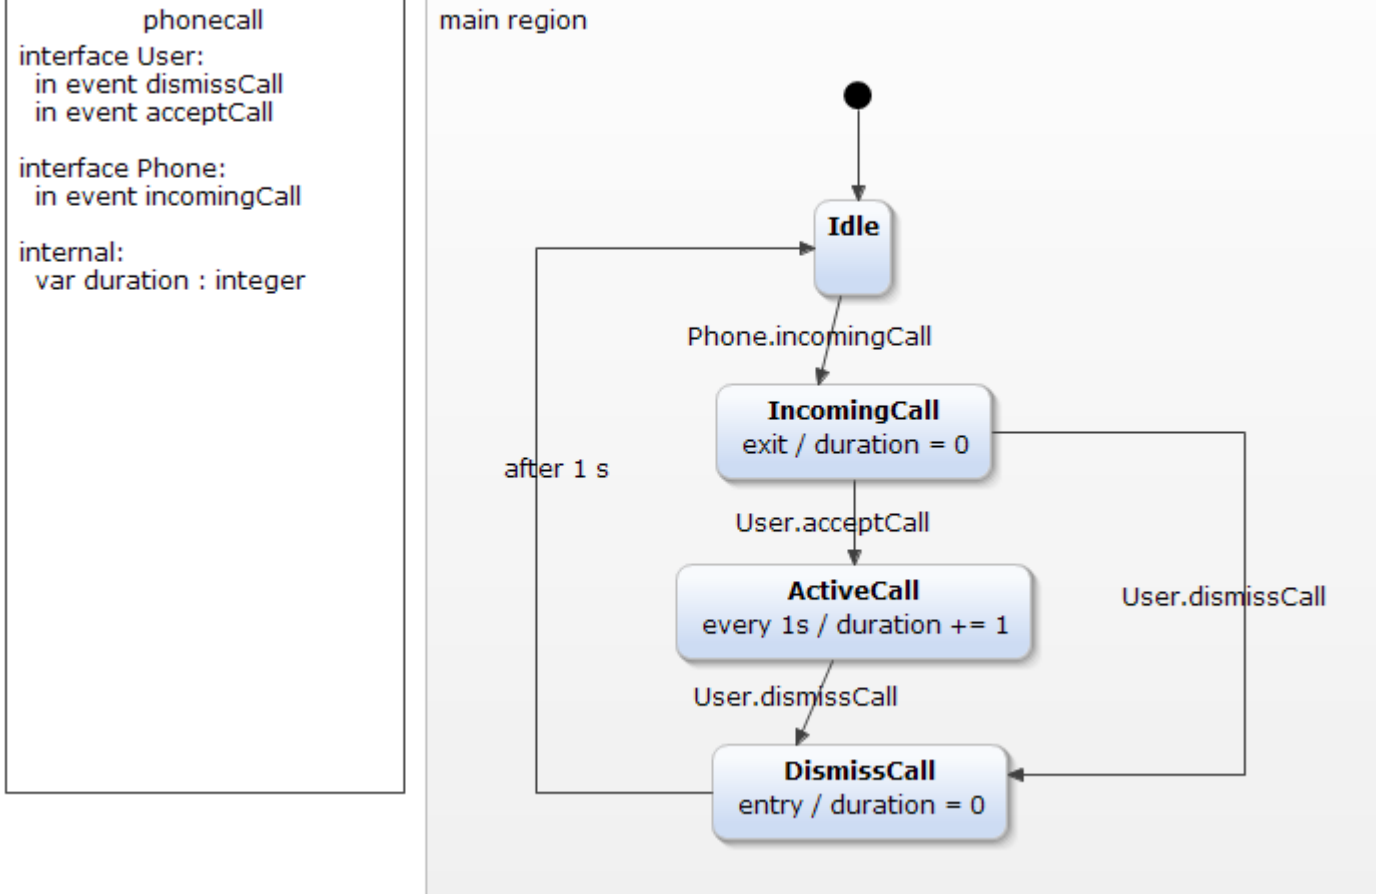 phonecall
interface User:
in event dismissCall
in event acceptCall
interface Phone:
in event incomingCall
internal:
var duration : integer
main region
Idle
Phone.incomingCall
IncomingCall
exit / duration = 0
after 1 s
User.acceptCall
ActiveCall
every 1s / duration += 1
User.dismissCall
User.dismissCall
DismissCall
entry / duration = 0